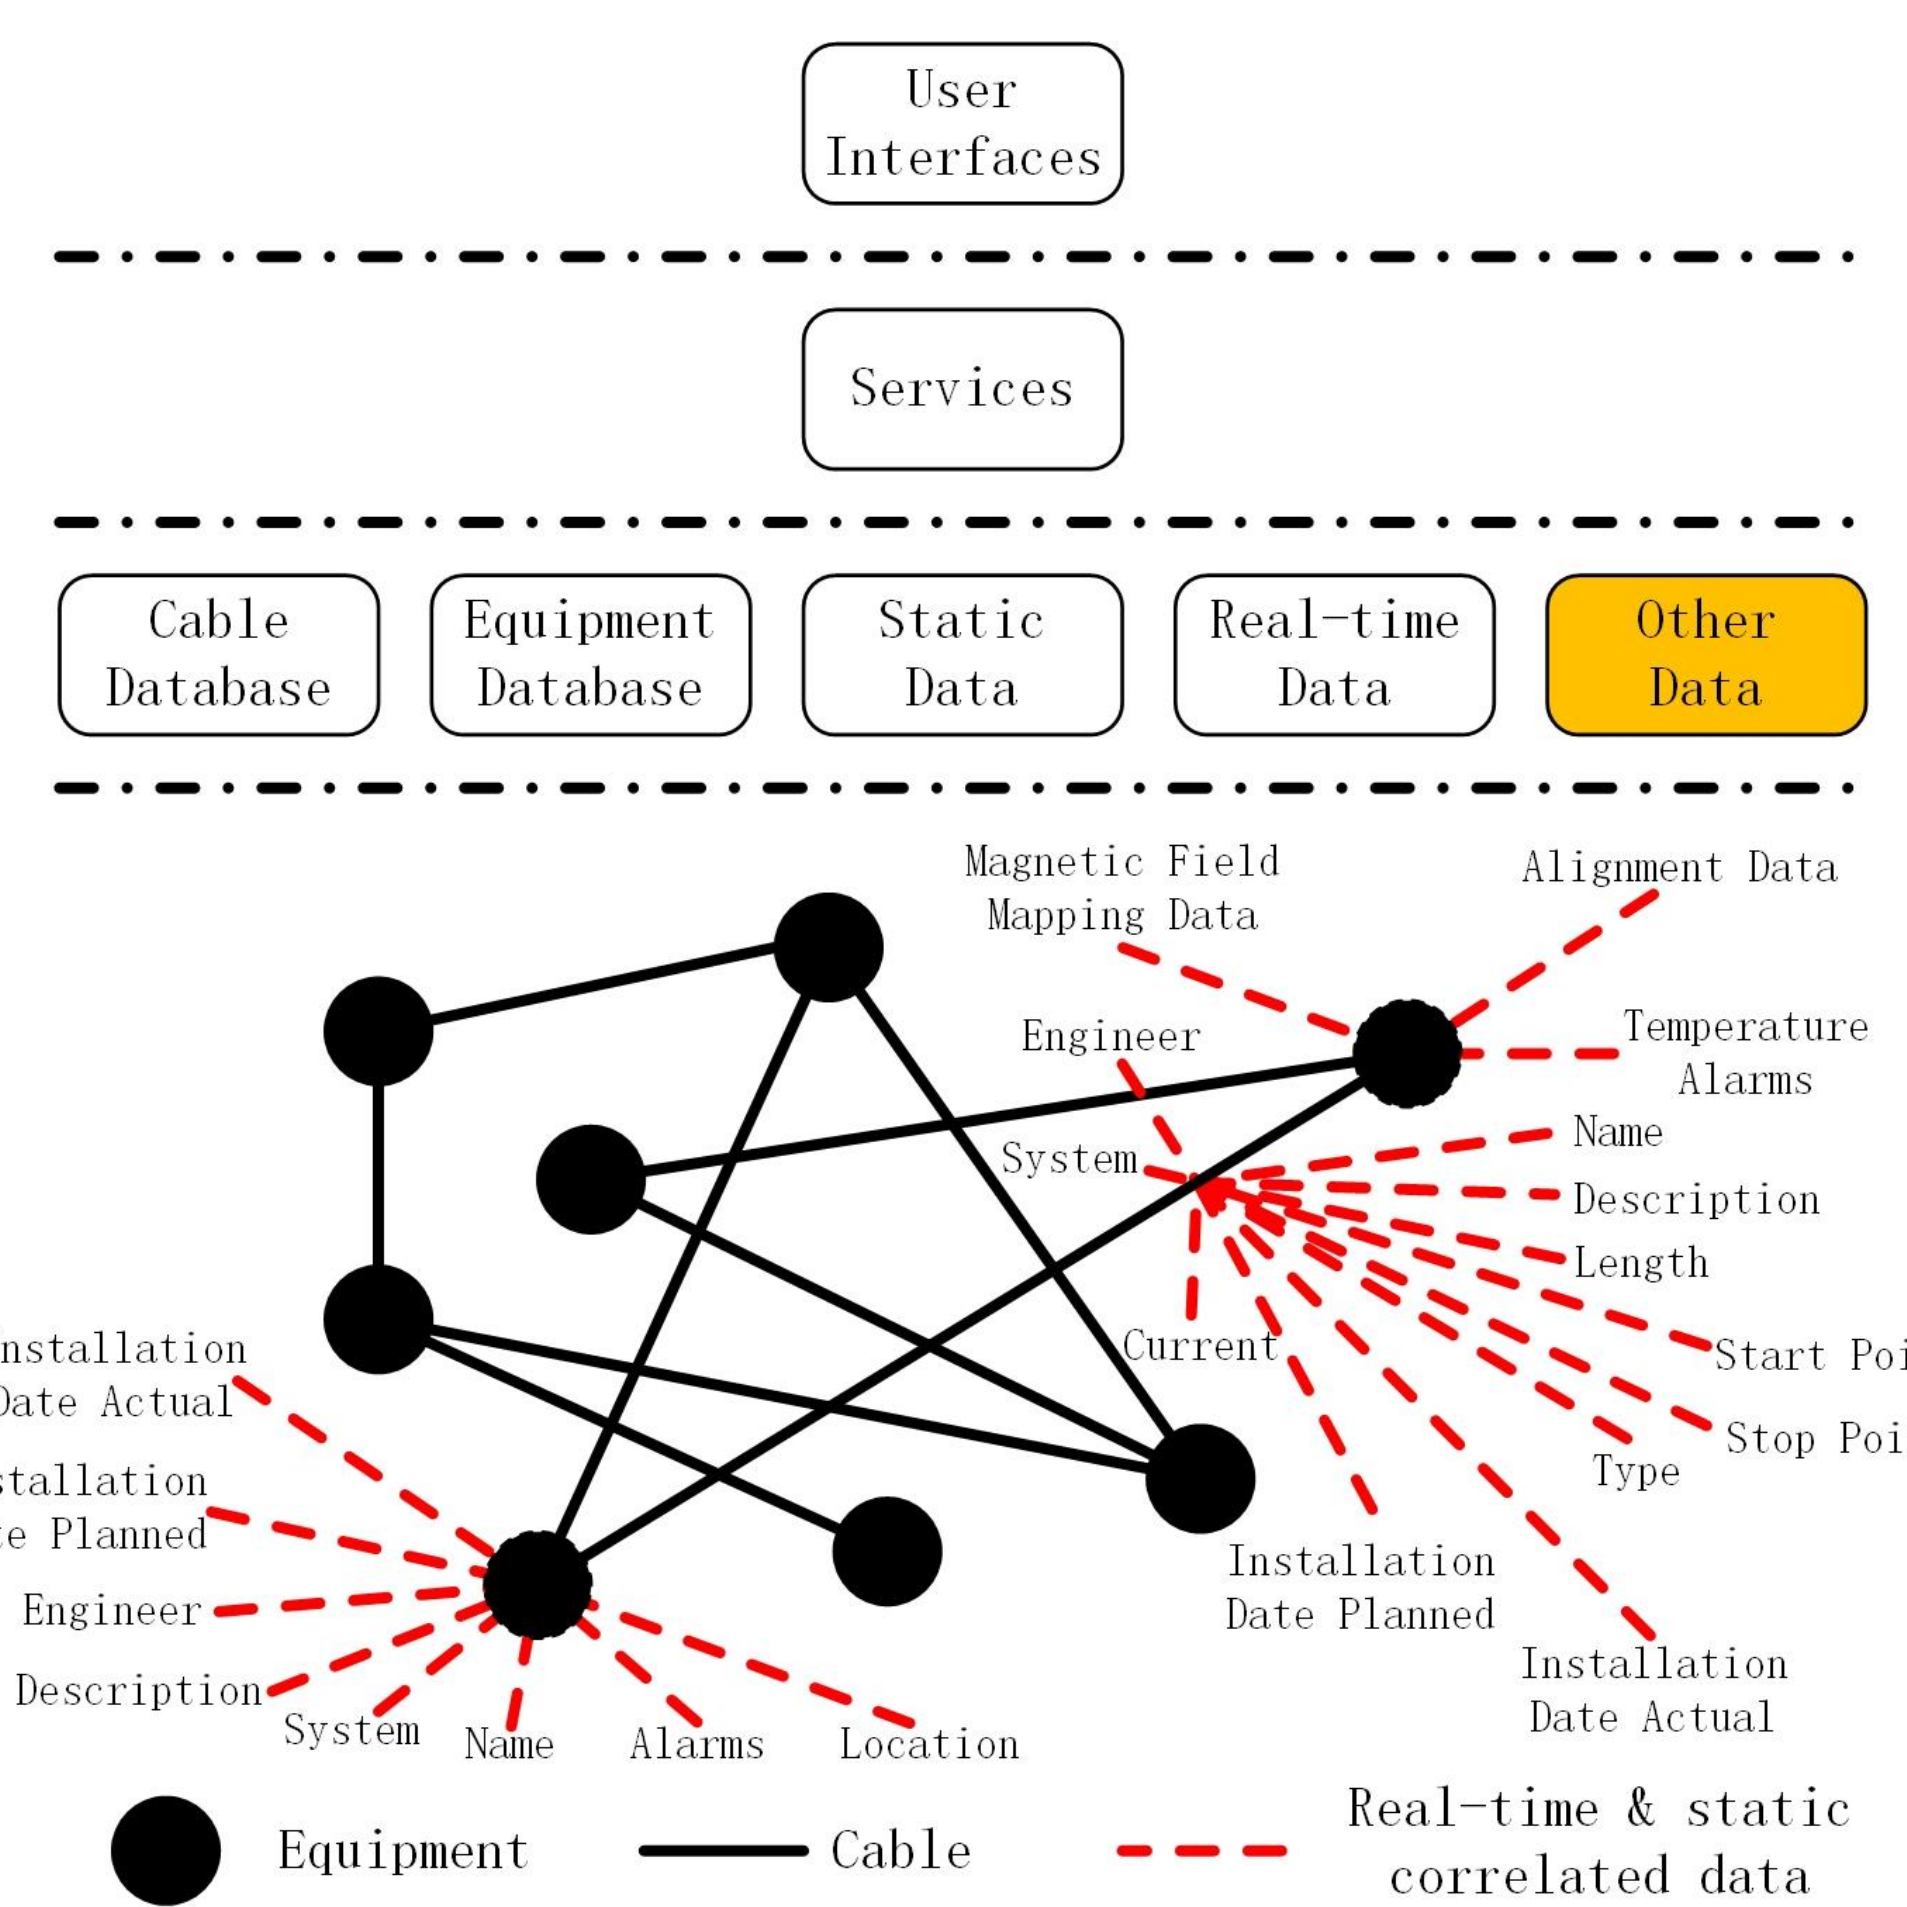 User
Interfaces
Services
Cable
Database
Equipment
Database
Static
Data
Real-time
Data
Other
Data
Magnetic Field
Mapping Data
Alignment Data
Engineer
Temperature
Alarms
System
Name
Description
Length
Current
Start Poi
Stop Poi
Type
nstallation
Date Actual
stallation
te Planned
Engineer
Description
System
Name
Alarms
Location
Installation
Date Planned
Installation
Date Actual
Equipment
Cable
Real-time & static
correlated data